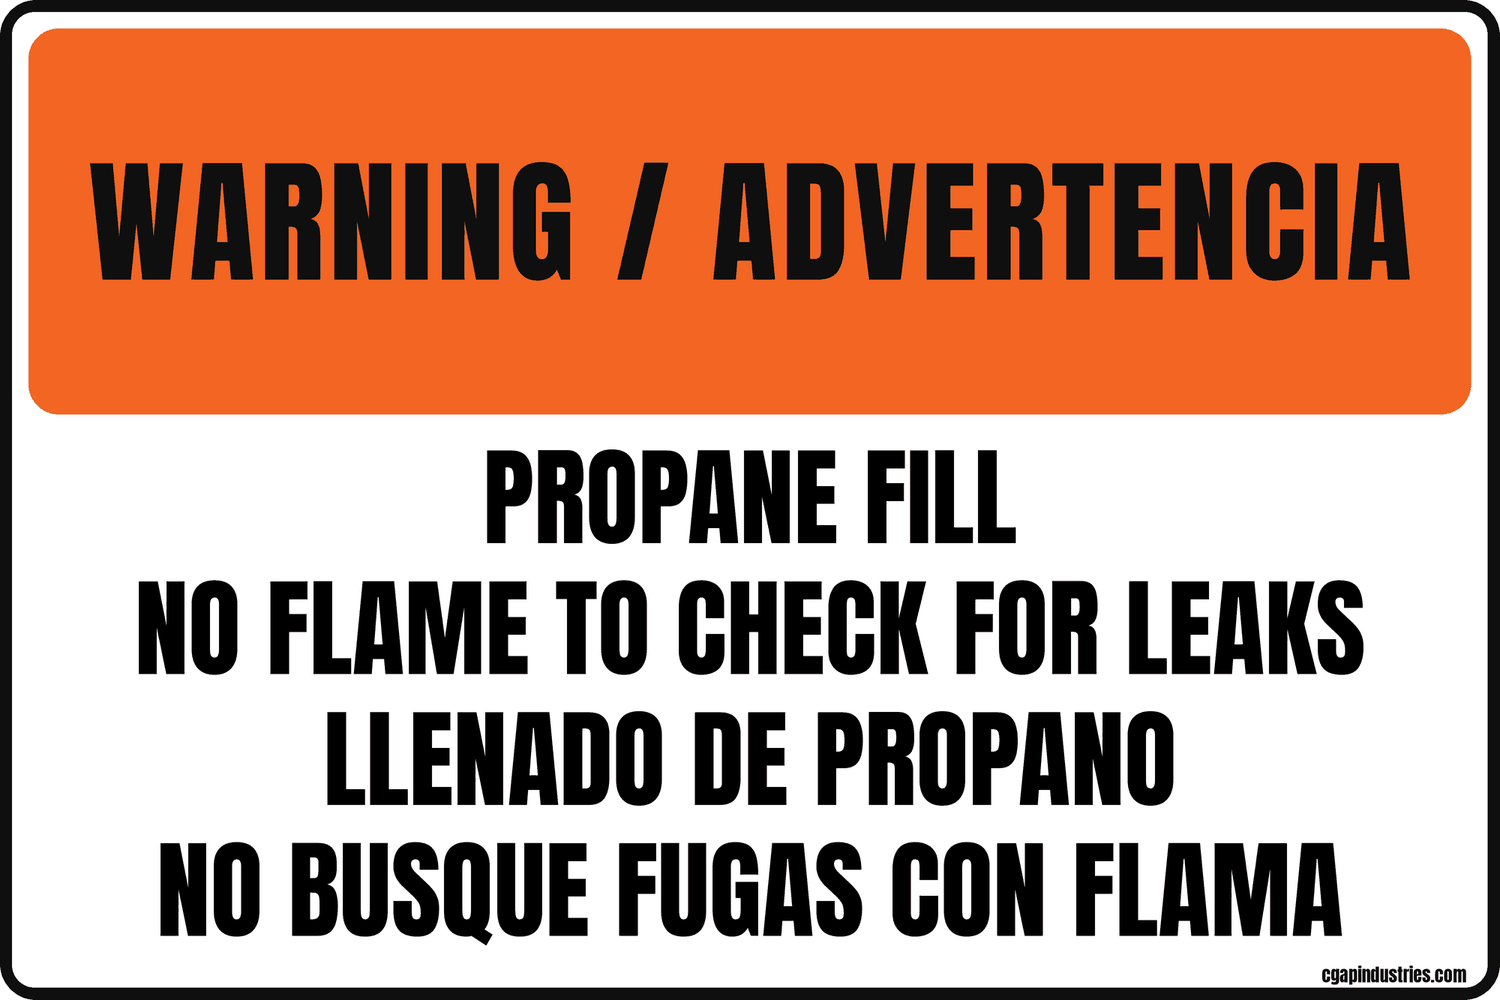 WARNING / ADVERTENCIA
PROPANE FILL
NO FLAME TO CHECK FOR LEAKS
LLENADO DE PROPANO
NO BUSQUE FUGAS CON FLAMA
cgapindustries.com